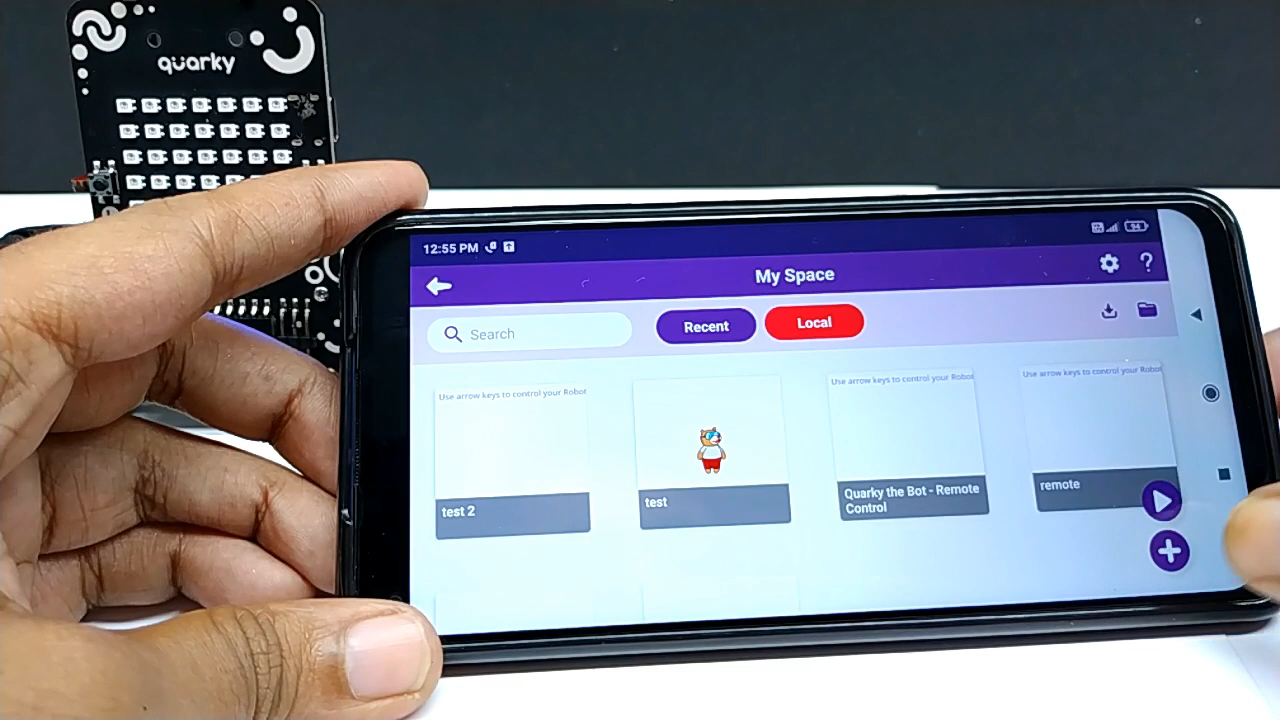 quarky
12:55 PM
94
My Space
?
Search
Recent
Local
Use arrow keys to control your Robot
Use arrow keys to control your Robot
Use arrow keys to control your Robot
test 2
test
Quarky the Bot - Remote
Control
remote